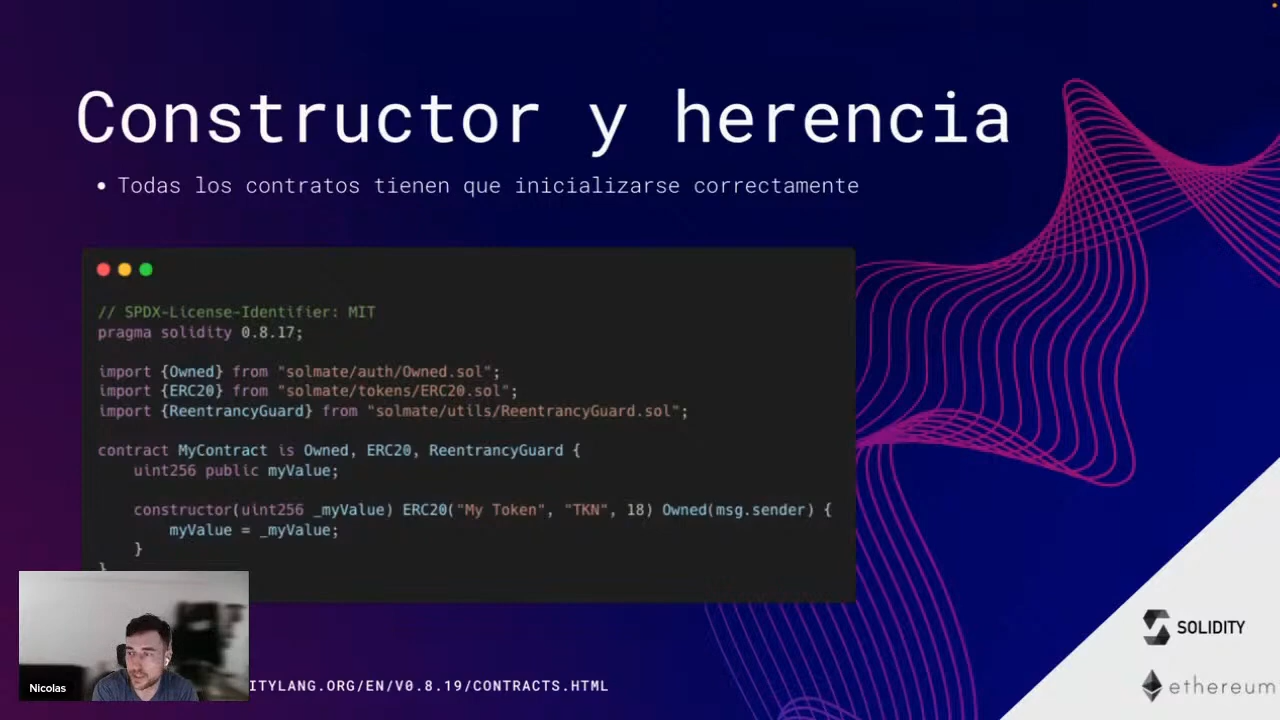 Constructor y herencia
• Todas los contratos tienen que inicializarse correctamente
// SPDX-License-Identifier: MIT
pragma solidity 0.8.17;
import {Owned} from "solmate/auth/Owned.sol";
import {ERC20} from "solmate/tokens/ERC20.sol";
import {ReentrancyGuard} from "solmate/utils/ReentrancyGuard.sol";
contract MyContract is Owned, ERC20, ReentrancyGuard {
uint256 public myValue;
constructor(uint256 _myValue) ERC20("My Token", "TKN", 18) Owned(msg.sender) {
myValue = _myValue;
}
}
Nicolas
ITYLANG.ORG/EN/V0.8.19/CONTRACTS.HTML
SOLIDITY
ethereum